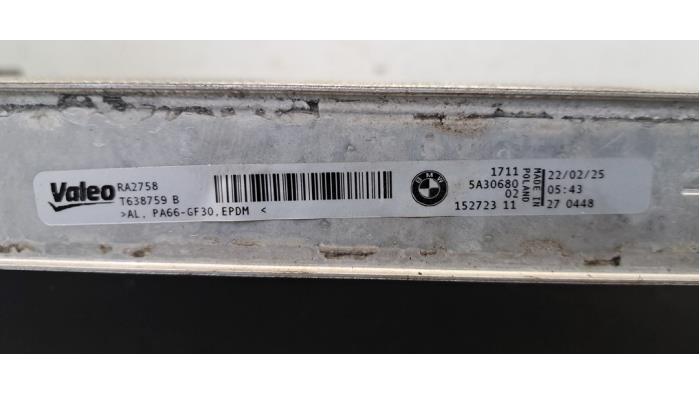 Valeo RA2758
T638759 B
>AL. PA66-GF30,EPDM <
BMW
1711
5A30680
02
152723 11
MADE IN
POLAND
22/02/25
05:43
27 0448